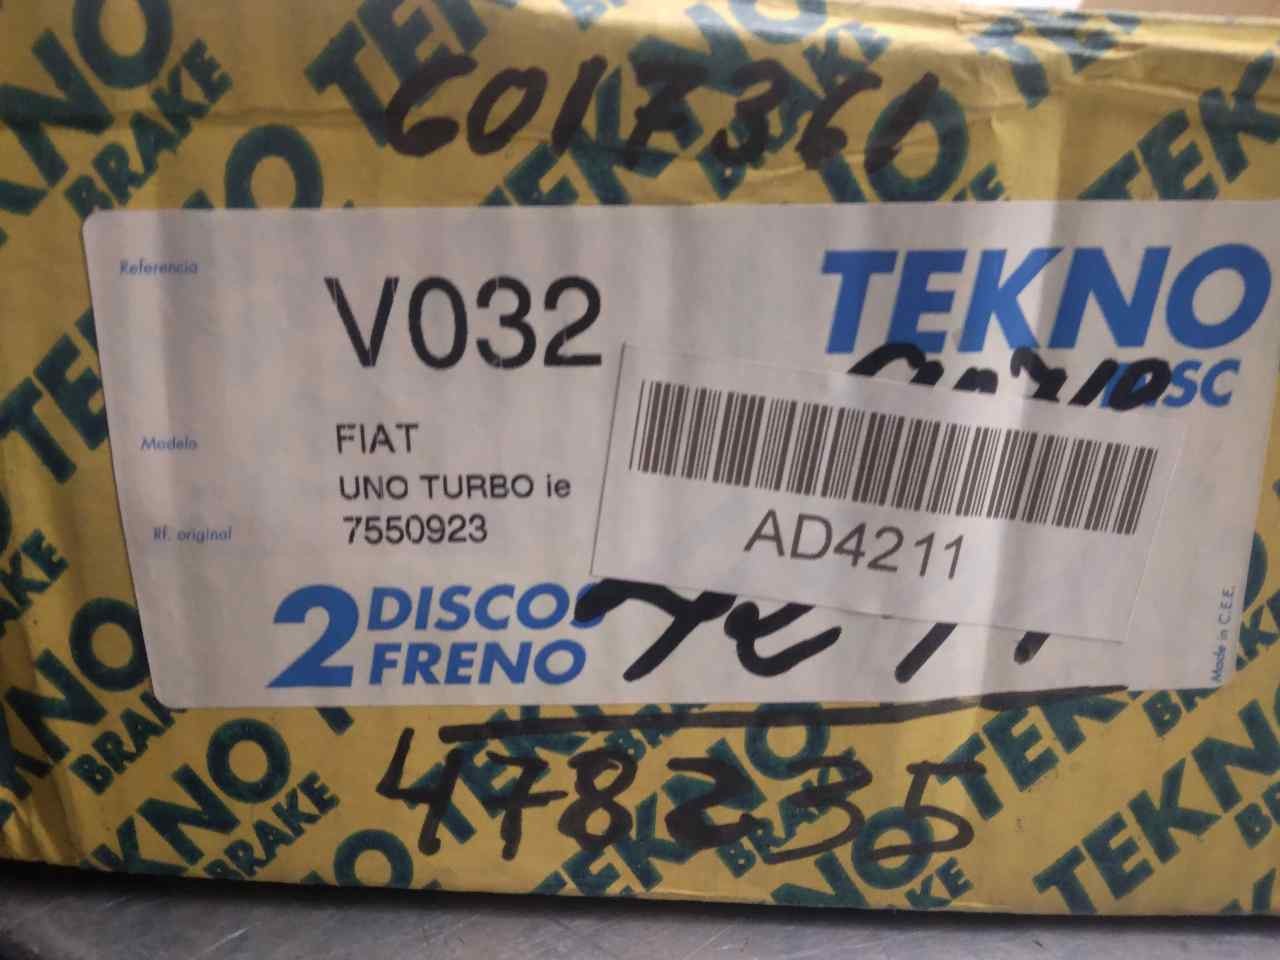 6017361
Referencia
V032
TEKNO
DISC
Modelo
FIAT
UNO TURBO ie
Rf. original
7550923
AD4211
2 DISCOS
FRENO
Made in C.E.E.
478235
TEKNO
BRAKE